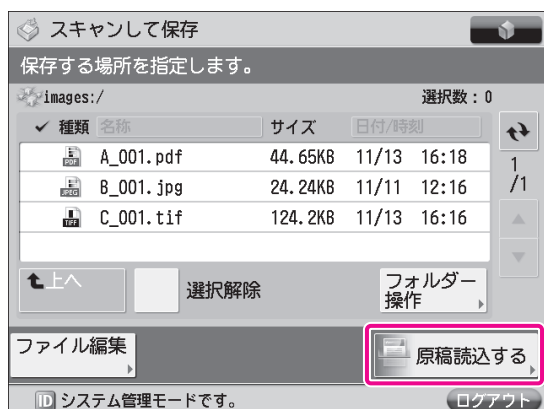 スキャンして保存
保存する場所を指定します。
images:/ 選択数：0
✓ 種類 名称 サイズ 日付/時刻
PDF A_001.pdf 44.65KB 11/13 16:18
JPEG B_001.jpg 24.24KB 11/11 12:16
TIFF C_001.tif 124.2KB 11/13 16:16
1
/1
上へ 選択解除 フォルダー
操作
ファイル編集 原稿読込する
ID システム管理モードです。 ログアウト